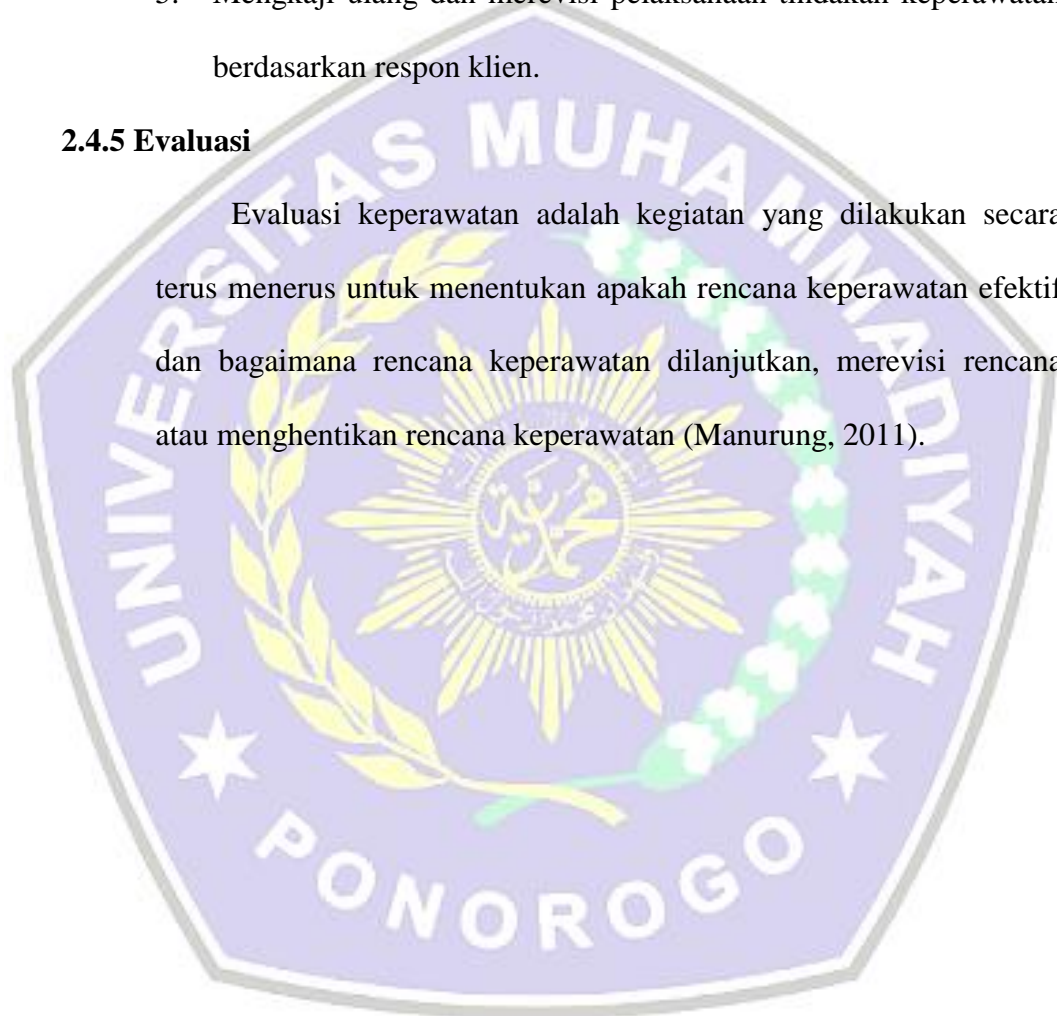 berdasarkan respon klien.
2.4.5 Evaluasi
Evaluasi keperawatan adalah kegiatan yang dilakukan secara
terus menerus untuk menentukan apakah rencana keperawatan efektif
dan bagaimana rencana keperawatan dilanjutkan, merevisi rencana
atau menghentikan rencana keperawatan (Manurung, 2011).
UNIVERSITAS MUHAMMADIYAH
PONOROGO